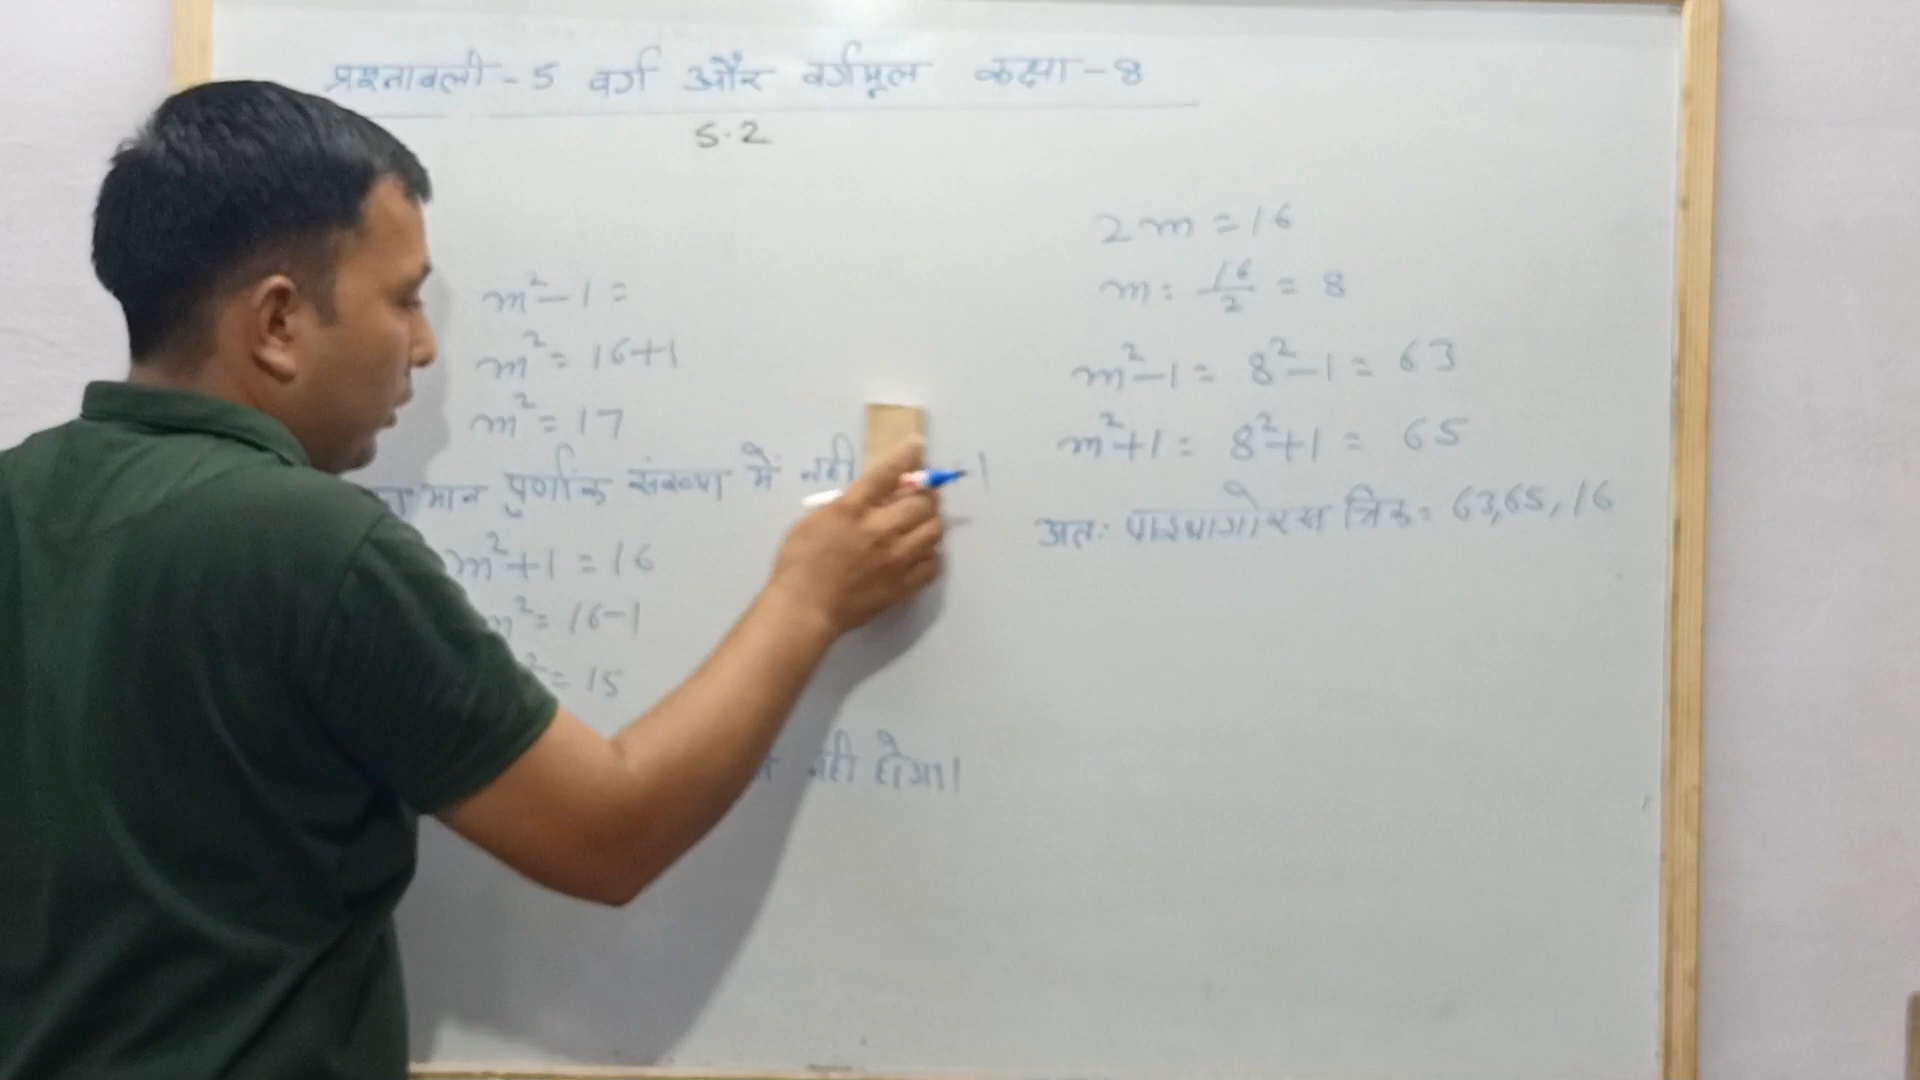 प्रश्नावली - 5 वर्ग और वर्गमूल कक्षा - 8
5.2
m² - 1 =
m² = 16+1
m² = 17
मान पुर्णांक संख्या में नही
m²+1 = 16
m² = 16-1
² = 15
नही होगा।
2m = 16
m = 16/2 = 8
m²-1 = 8²-1 = 63
m²+1 = 8²+1 = 65
अतः पाइथागोरस त्रिक = 63,65,16